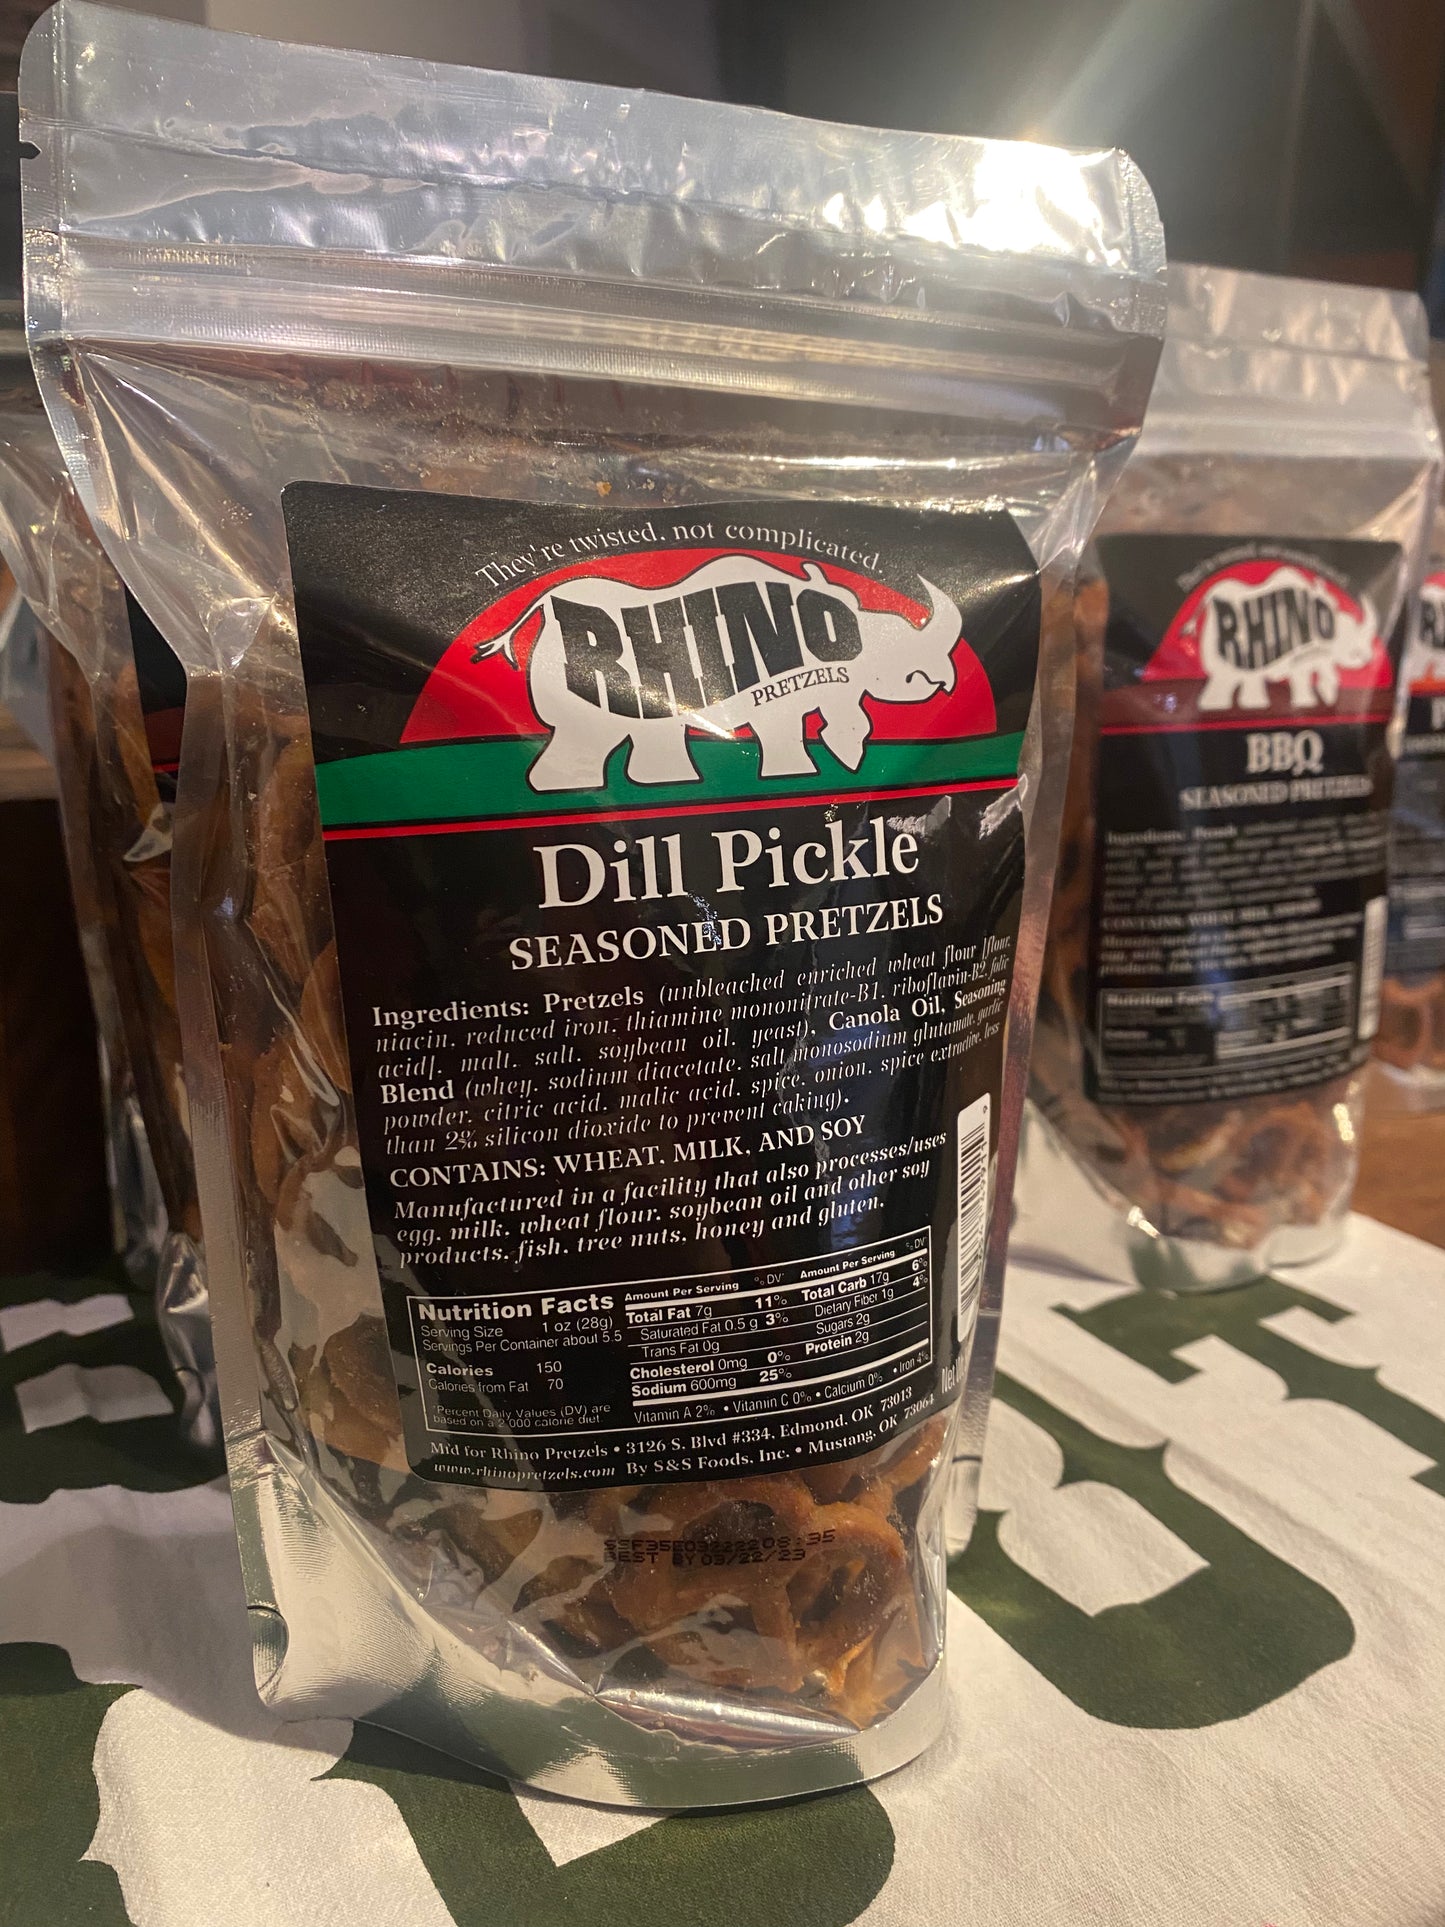 They're twisted, not complicated.
RHINO
PRETZELS
Dill Pickle
SEASONED PRETZELS
Ingredients: Pretzels (unbleached enriched wheat flour [flour,
niacin, reduced iron, thiamine mononitrate-B1, riboflavin-B2, folic
acid], malt, salt, soybean oil, yeast), Canola Oil, Seasoning
Blend (whey, sodium diacetate, salt, monosodium glutamate, garlic
powder, citric acid, malic acid, spice, onion, spice extractive, less
than 2% silicon dioxide to prevent caking).
CONTAINS: WHEAT, MILK, AND SOY
Manufactured in a facility that also processes/uses
egg, milk, wheat flour, soybean oil and other soy
products, fish, tree nuts, honey and gluten.
Nutrition Facts
Serving Size 1 oz (28g)
Servings Per Container about 5.5
Calories 150
Calories from Fat 70
*Percent Daily Values (DV) are
based on a 2,000 calorie diet.
Amount Per Serving %DV*
Total Fat 7g 11%
Saturated Fat 0.5 g 3%
Trans Fat 0g
Cholesterol 0mg 0%
Sodium 600mg 25%
Amount Per Serving %DV*
Total Carb 17g 6%
Dietary Fiber 1g 4%
Sugars 2g
Protein 2g
Vitamin A 2% • Vitamin C 0% • Calcium 0% • Iron 4%
Mfd for Rhino Pretzels • 3126 S. Blvd #334, Edmond, OK 73013
www.rhinopretzels.com By S&S Foods, Inc. • Mustang, OK 73064
Net
SSF35E03222208:35
BEST BY 03/22/23
RHINO
BBQ
SEASONED PRETZELS
Nutrition Facts